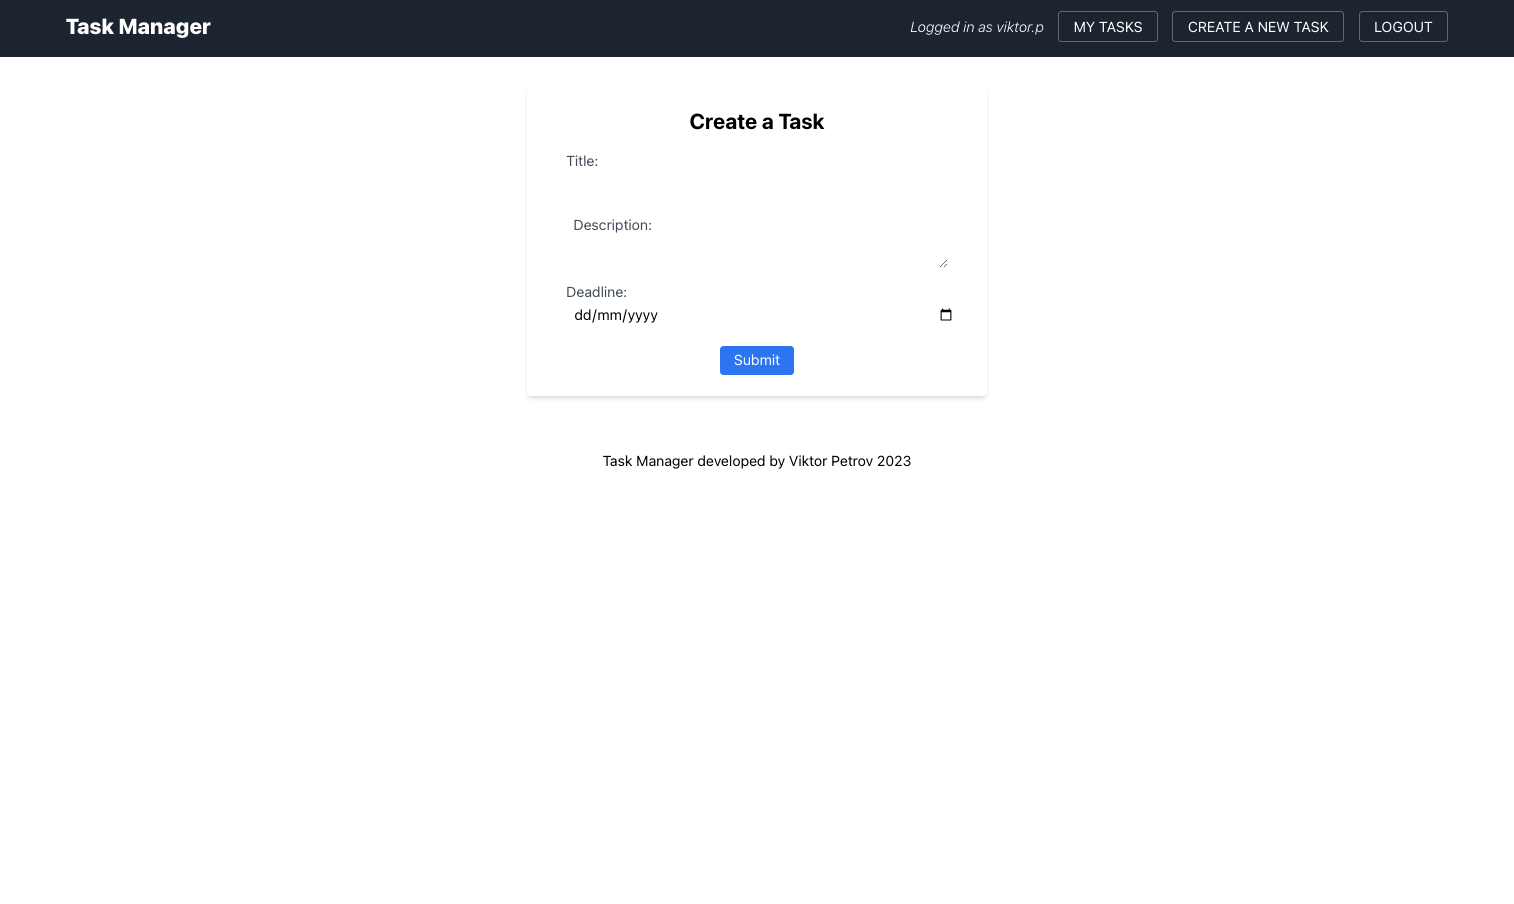 Task Manager
Logged in as viktor.p
MY TASKS
CREATE A NEW TASK
LOGOUT
Create a Task
Title:
Description:
Deadline:
dd/mm/yyyy
Submit
Task Manager developed by Viktor Petrov 2023